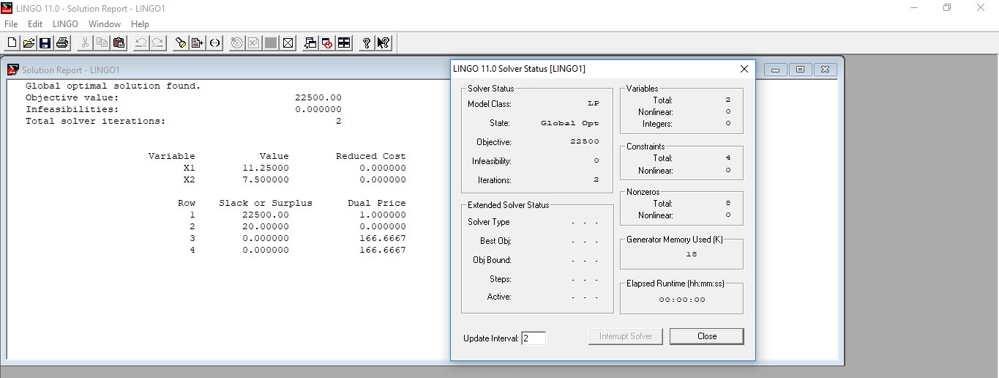 LINGO 11.0 - Solution Report - LINGO1
File Edit LINGO Window Help
Solution Report - LINGO1
Global optimal solution found.
Objective value: 22500.00
Infeasibilities: 0.000000
Total solver iterations: 2
Variable Value Reduced Cost
X1 11.25000 0.000000
X2 7.500000 0.000000
Row Slack or Surplus Dual Price
1 22500.00 1.000000
2 20.00000 0.000000
3 0.000000 166.6667
4 0.000000 166.6667
LINGO 11.0 Solver Status [LINGO1]
Solver Status
Model Class: LP
State: Global Opt
Objective: 22500
Infeasibility: 0
Iterations: 2
Extended Solver Status
Solver Type . . .
Best Obj: . . .
Obj Bound: . . .
Steps: . . .
Active: . . .
Update Interval: 2
Variables
Total: 2
Nonlinear: 0
Integers: 0
Constraints
Total: 4
Nonlinear: 0
Nonzeros
Total: 8
Nonlinear: 0
Generator Memory Used (K)
18
Elapsed Runtime (hh:mm:ss)
00:00:00
Interrupt Solver
Close